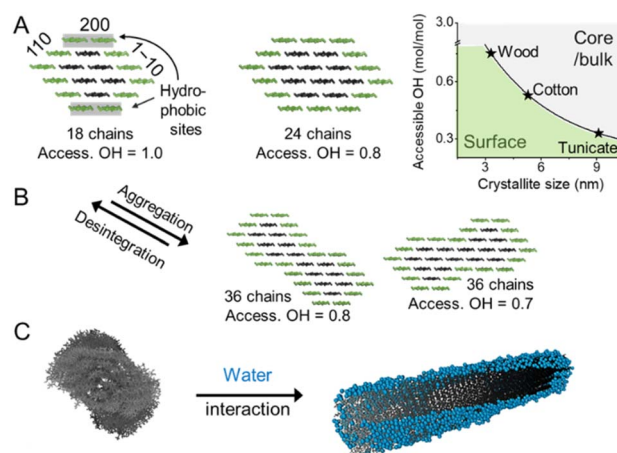 A
110
200
1~10
Hydro-
phobic
sites
18 chains
Access. OH = 1.0
24 chains
Access. OH = 0.8
Accessible OH (mol/mol)
3.0
0.6
0.3
Wood
Cotton
Tunicate
Core
/bulk
Surface
3
6
9
Crystallite size (nm)
B
Aggregation
Desintegration
36 chains
Access. OH = 0.8
36 chains
Access. OH = 0.7
C
Water
interaction